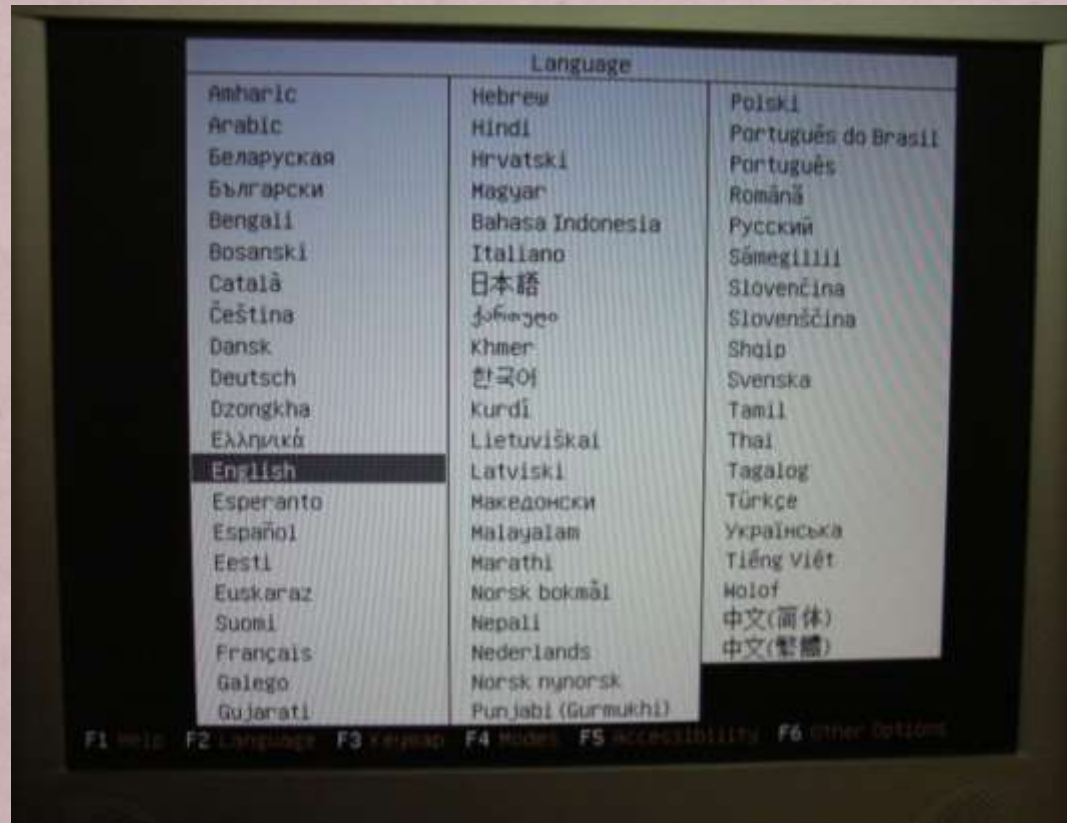 Language
Amharic
Arabic
Беларуская
Български
Bengali
Bosanski
Català
Čeština
Dansk
Deutsch
Dzongkha
Ελληνικά
English
Esperanto
Español
Eesti
Euskaraz
Suomi
Français
Galego
Gujarati
Hebrew
Hindi
Hrvatski
Magyar
Bahasa Indonesia
Italiano
日本語
ქართული
Khmer
한국어
Kurdî
Lietuviškai
Latviski
Македонски
Malayalam
Marathi
Norsk bokmål
Nepali
Nederlands
Norsk nynorsk
Punjabi (Gurmukhi)
Polski
Português do Brasil
Português
Română
Русский
Sámegillii
Slovenčina
Slovenščina
Shqip
Svenska
Tamil
Thai
Tagalog
Türkçe
Українська
Tiếng Việt
Wolof
中文(简体)
中文(繁體)
F1 Help F2 Language F3 Keymap F4 Modes F5 Accessibility F6 Other Options